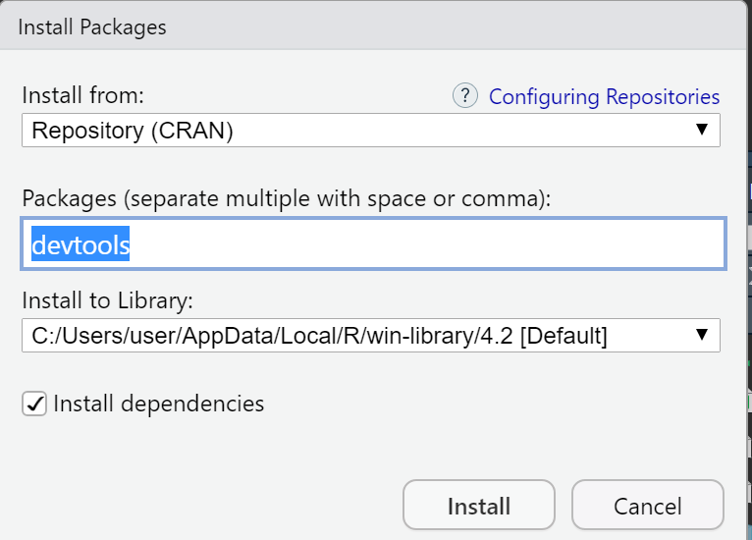 Install Packages
Install from:
? Configuring Repositories
Repository (CRAN)
Packages (separate multiple with space or comma):
devtools
Install to Library:
C:/Users/user/AppData/Local/R/win-library/4.2 [Default]
Install dependencies
Install
Cancel